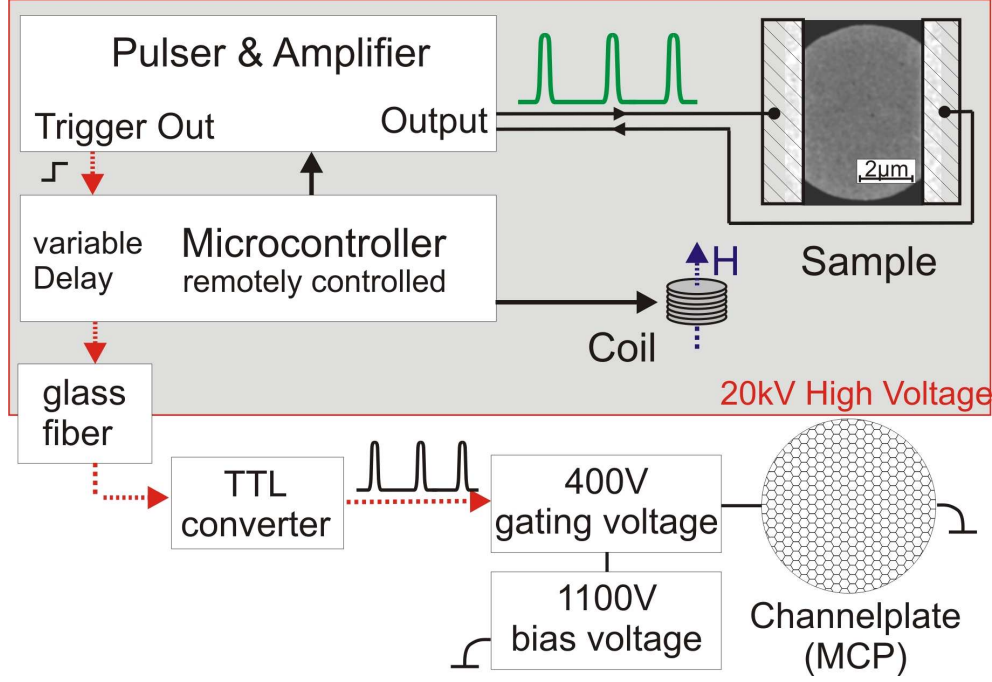 Pulser & Amplifier
Trigger Out
Output
2µm
Sample
variable
Delay
Microcontroller
remotely controlled
H
Coil
20kV High Voltage
glass
fiber
TTL
converter
400V
gating voltage
1100V
bias voltage
Channelplate
(MCP)